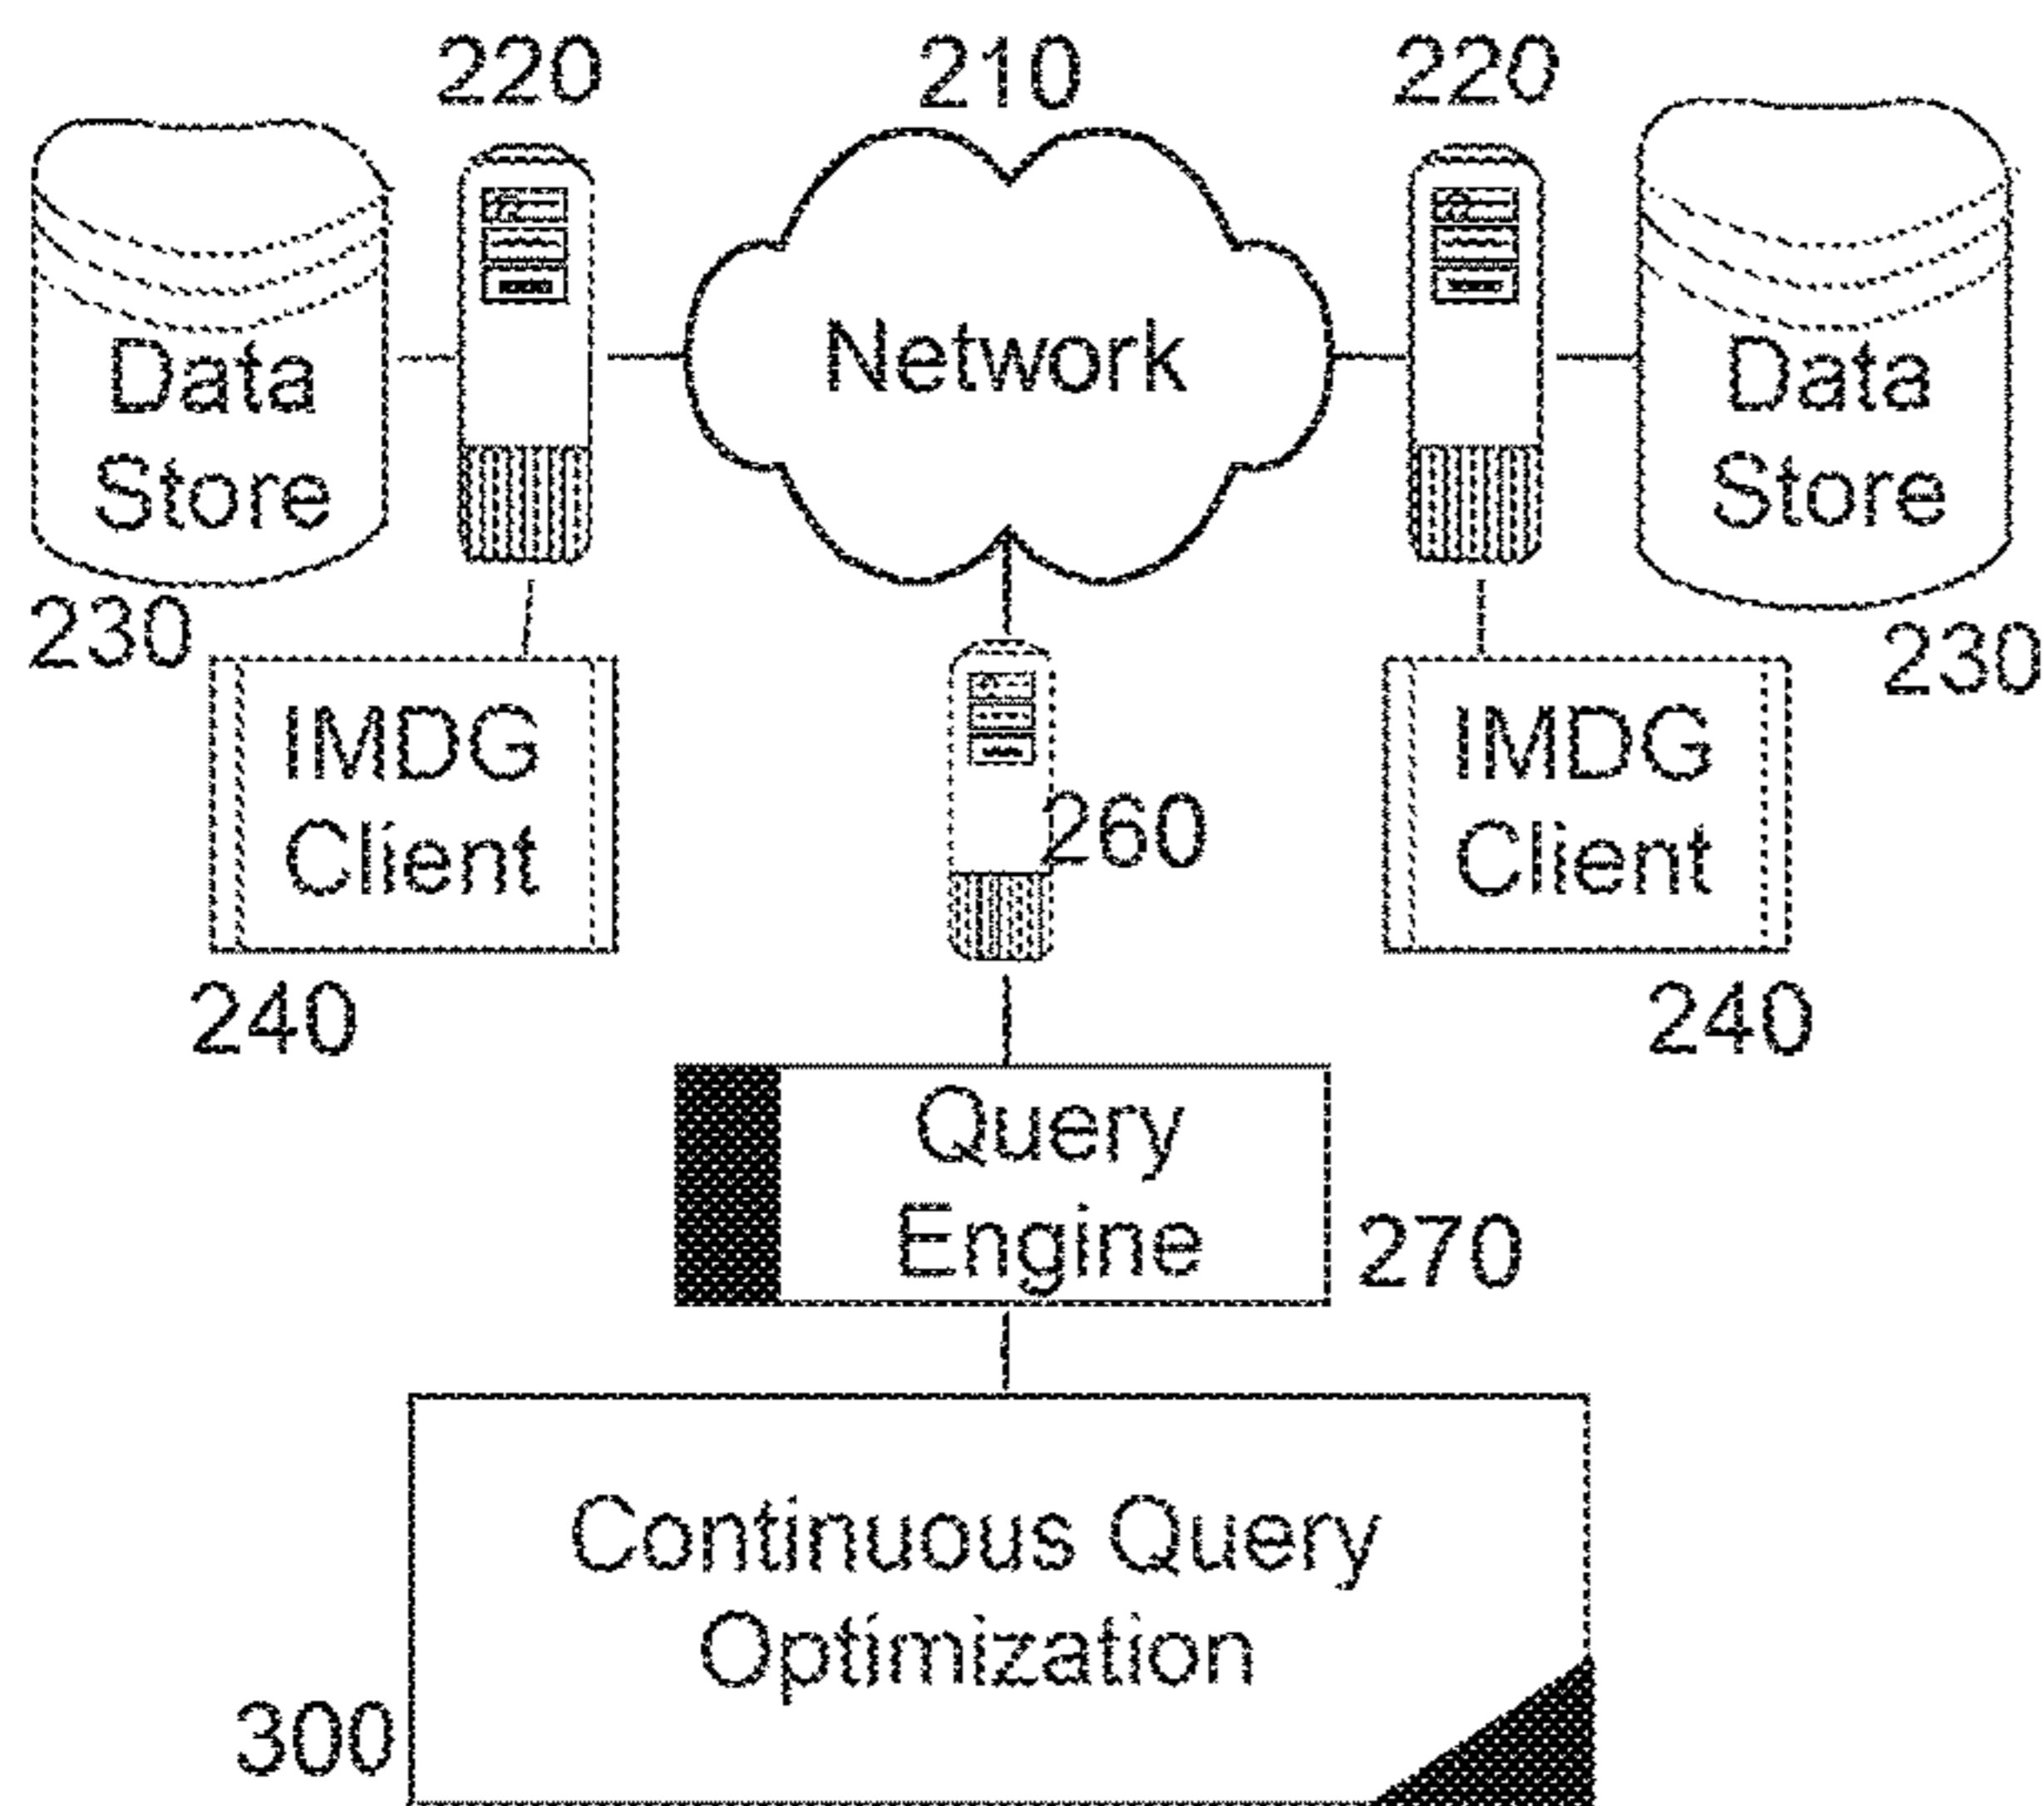 220
210
220
Network
Data
Store
Data
Store
230
230
IMDG
Client
260
IMDG
Client
240
240
Query
Engine
270
Continuous Query
Optimization
300